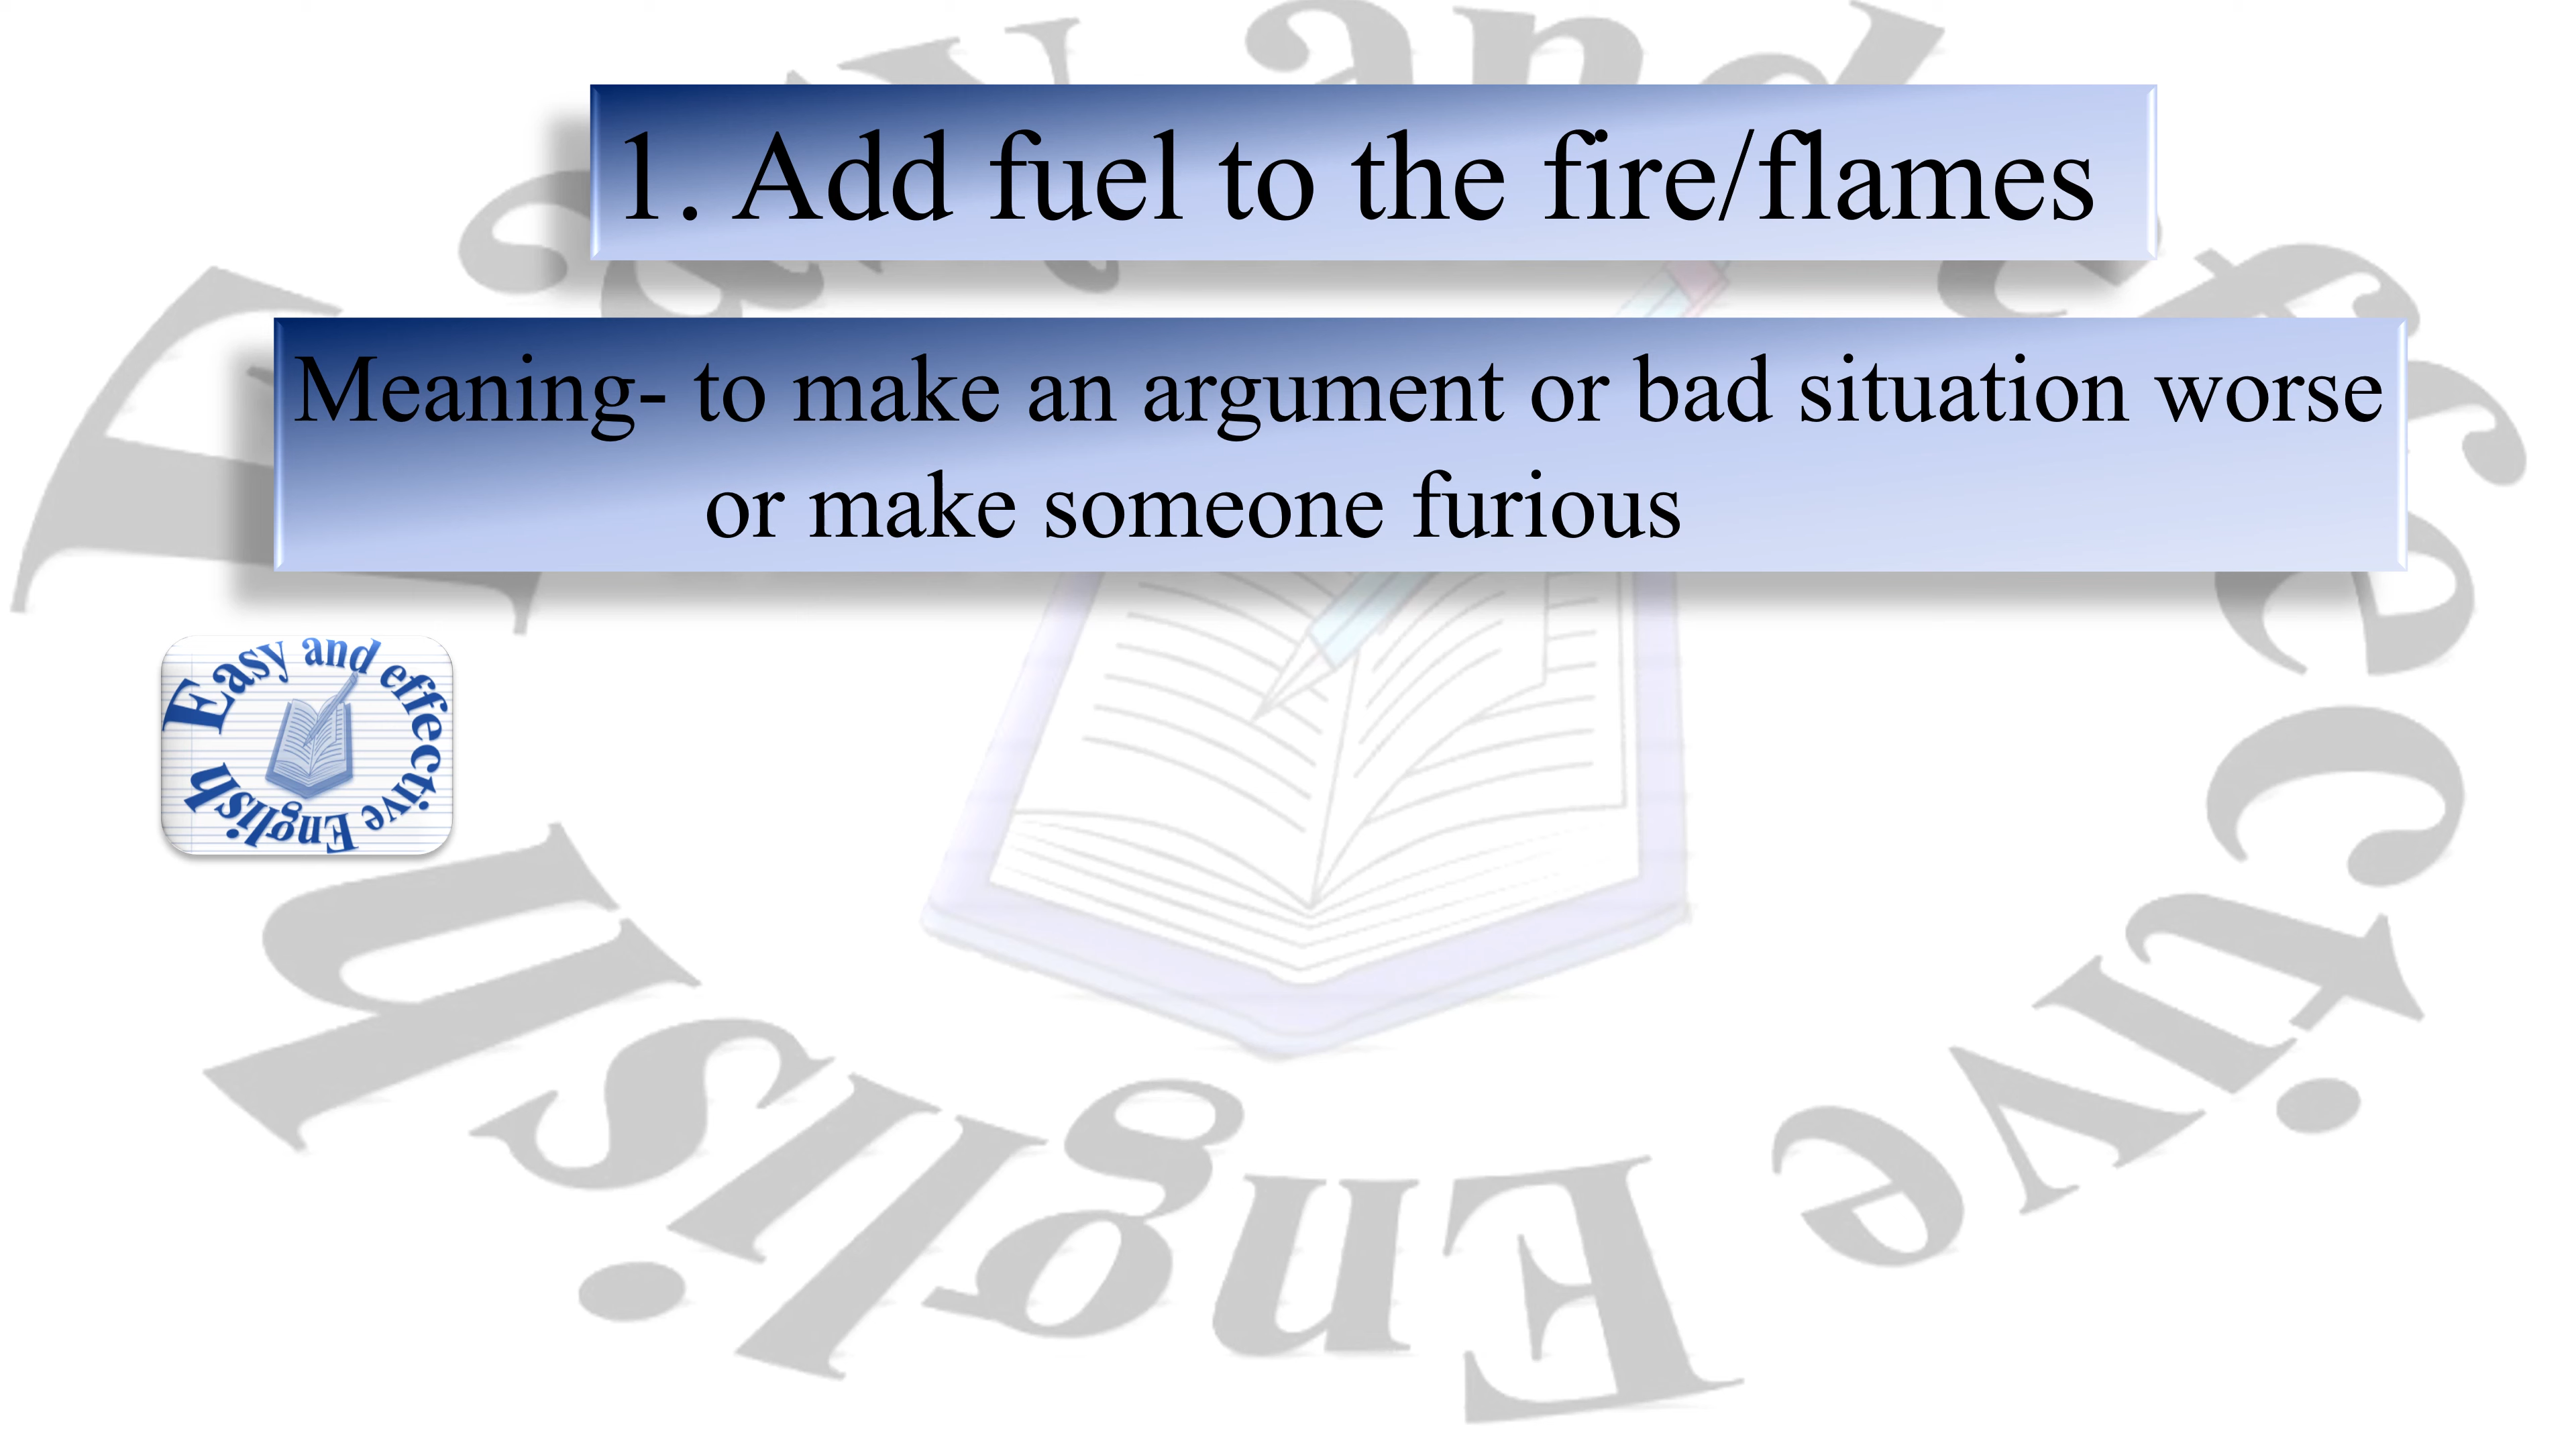 1. Add fuel to the fire/flames
Meaning- to make an argument or bad situation worse
or make someone furious
Easy and effective English
Easy and effective English